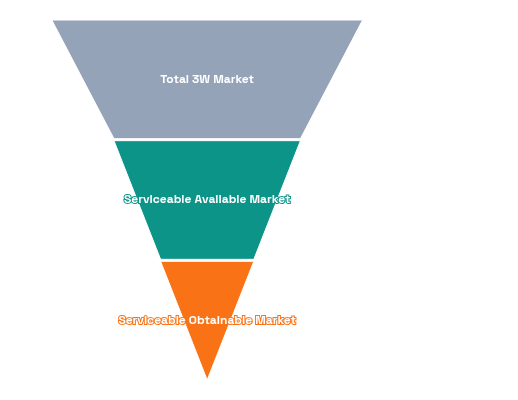 Total 3W Market
Serviceable Available Market
Serviceable Obtainable Market